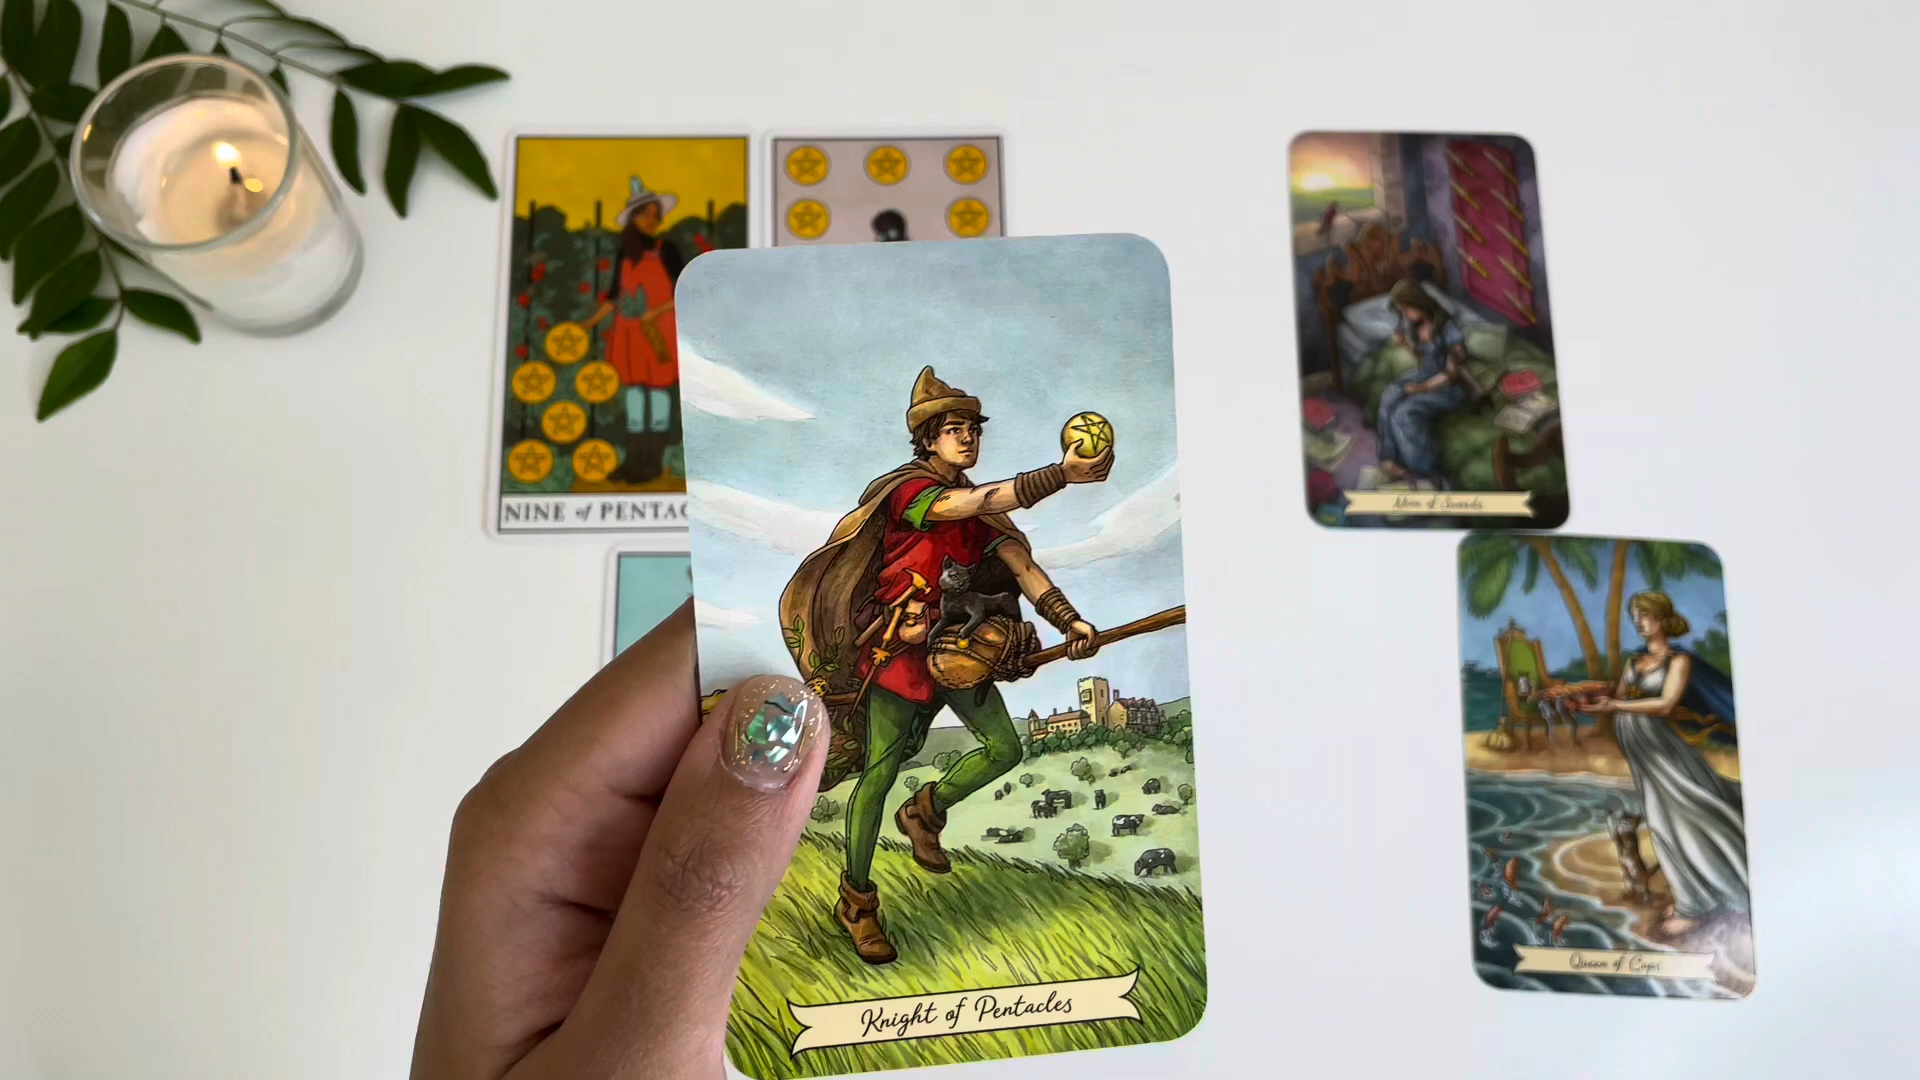 NINE of PENTAC
Nine of Swords
Queen of Cups
Knight of Pentacles